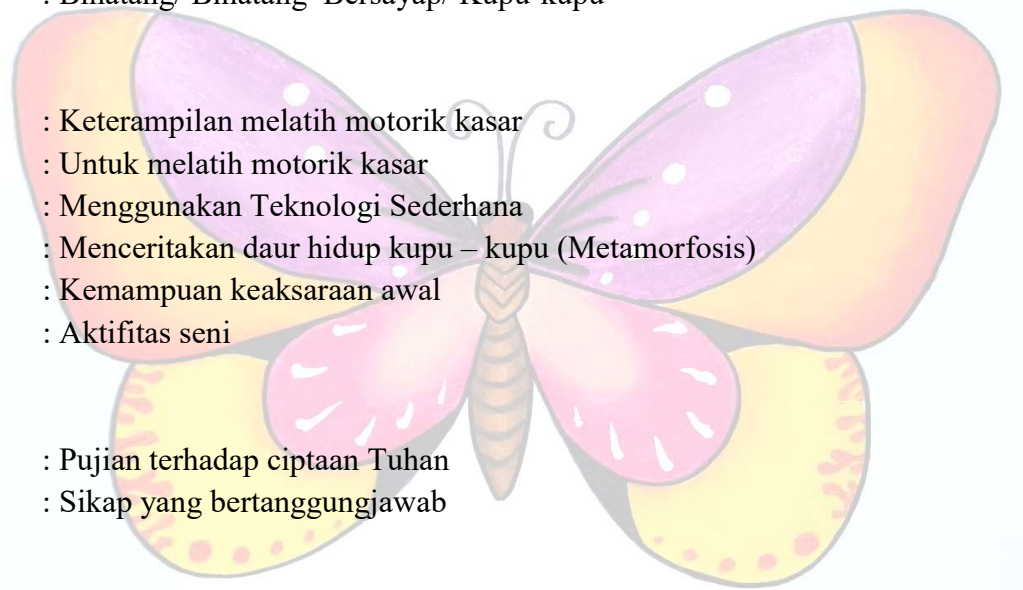 : Binatang/ Binatang Bersayap/ Kupu-kupu
: Keterampilan melatih motorik kasar
: Untuk melatih motorik kasar
: Menggunakan Teknologi Sederhana
: Menceritakan daur hidup kupu – kupu (Metamorfosis)
: Kemampuan keaksaraan awal
: Aktifitas seni
: Pujian terhadap ciptaan Tuhan
: Sikap yang bertanggungjawab